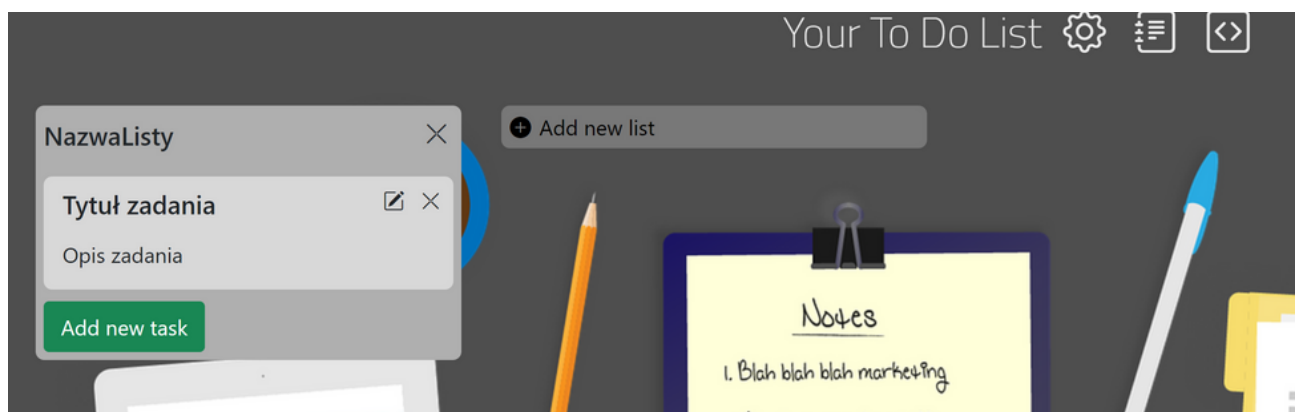 Your To Do List
NazwaListy
Add new list
Tytuł zadania
Opis zadania
Add new task
Notes
1. Blah blah blah marketing